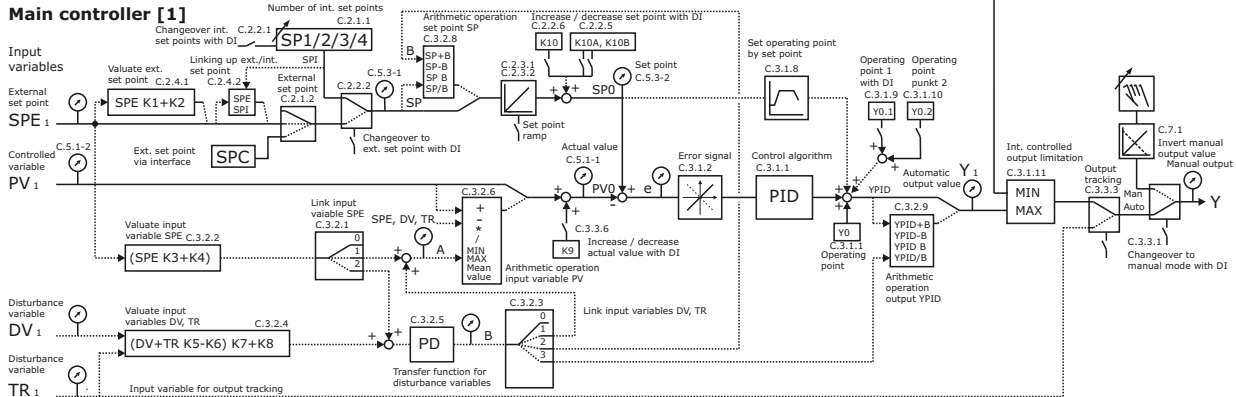 Main controller [1]
Number of int. set points
C.2.1.1
Changeover int.
set points with DI
C.2.2.1
SP1/2/3/4
Input
variables
Valuate ext.
set point
C.2.4.1
SPE K1+K2
Linking up ext./int.
set point
C.2.4.2
SPI
SPE
SPI
External
set point
C.2.1.2
C.2.2.2
C.5.3-1
External
set point
SPE 1
Ext. set point
via interface
SPC
Changeover to
ext. set point with DI
Arithmetic operation
set point SP
C.3.2.8
B
SP+B
SP-B
SP B
SP/B
SP
C.2.3.1
C.2.3.2
Set point
ramp
Increase / decrease set point with DI
C.2.2.6
C.2.2.5
K10
K10A, K10B
+
+
SP0
Set point
C.5.3-2
Set operating point
by set point
C.3.1.8
Operating
point 1
with DI
C.3.1.9
Operating
point
punkt 2
C.3.1.10
Y0.1
Y0.2
+
+
Controlled
variable
C.5.1-2
PV 1
C.3.2.6
+
-
*
/
MIN
MAX
Mean
value
Arithmetic operation
input variable PV
Actual value
C.5.1-1
+
+
PV0
K9
C.3.3.6
Increase / decrease
actual value with DI
-
+
e
Error signal
C.3.1.2
Control algorithm
C.3.1.1
PID
+
+
+
+
YPID
Y0
C.3.1.1
Operating
point
Automatic
output value
Y 1
C.3.2.9
YPID+B
YPID-B
YPID B
YPID/B
Arithmetic
operation
output YPID
Int. controlled
output limitation
C.3.1.11
MIN
MAX
Output
tracking
C.3.3.3
Man
Auto
C.7.1
Invert manual
output value
Manual output
Y
C.3.3.1
Changeover to
manual mode with DI
Valuate input
variable SPE
C.3.2.2
(SPE K3+K4)
Link input
vaiable SPE
C.3.2.1
0
1
2
SPE, DV, TR
+
+
A
Disturbance
variable
DV 1
Valuate input
variables DV, TR
C.3.2.4
(DV+TR K5-K6) K7+K8
+
+
C.3.2.5
PD
Transfer function for
disturbance variables
B
C.3.2.3
0
1
2
3
Link input variables DV, TR
Disturbance
variable
TR 1
Input variable for output tracking